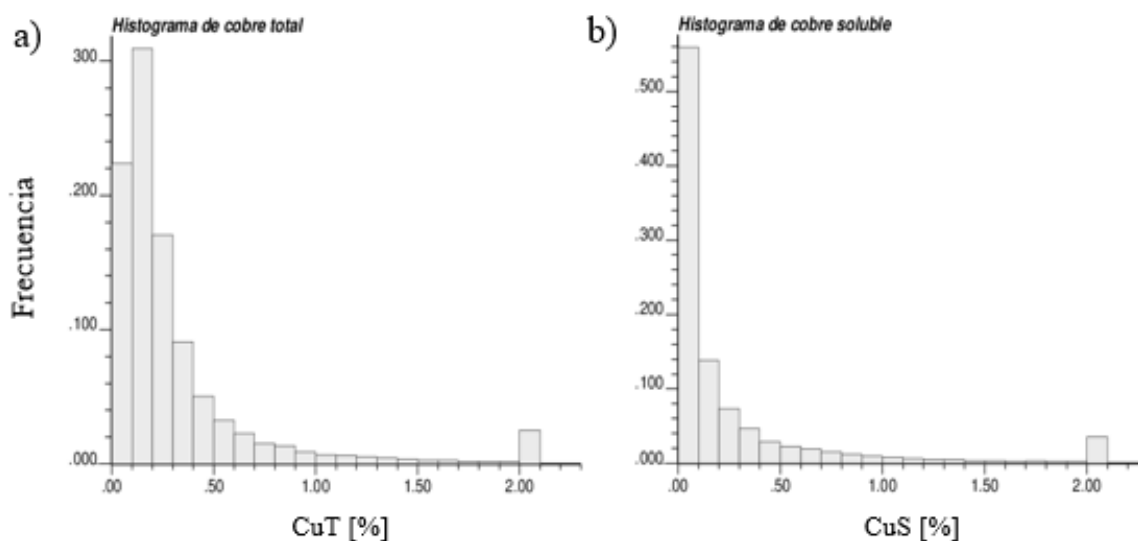 a)
Histograma de cobre total
Frecuencia
.300
.200
.100
.000
.00 .50 1.00 1.50 2.00
CuT [%]
b)
Histograma de cobre soluble
.500
.400
.300
.200
.100
.000
.00 .50 1.00 1.50 2.00
CuS [%]